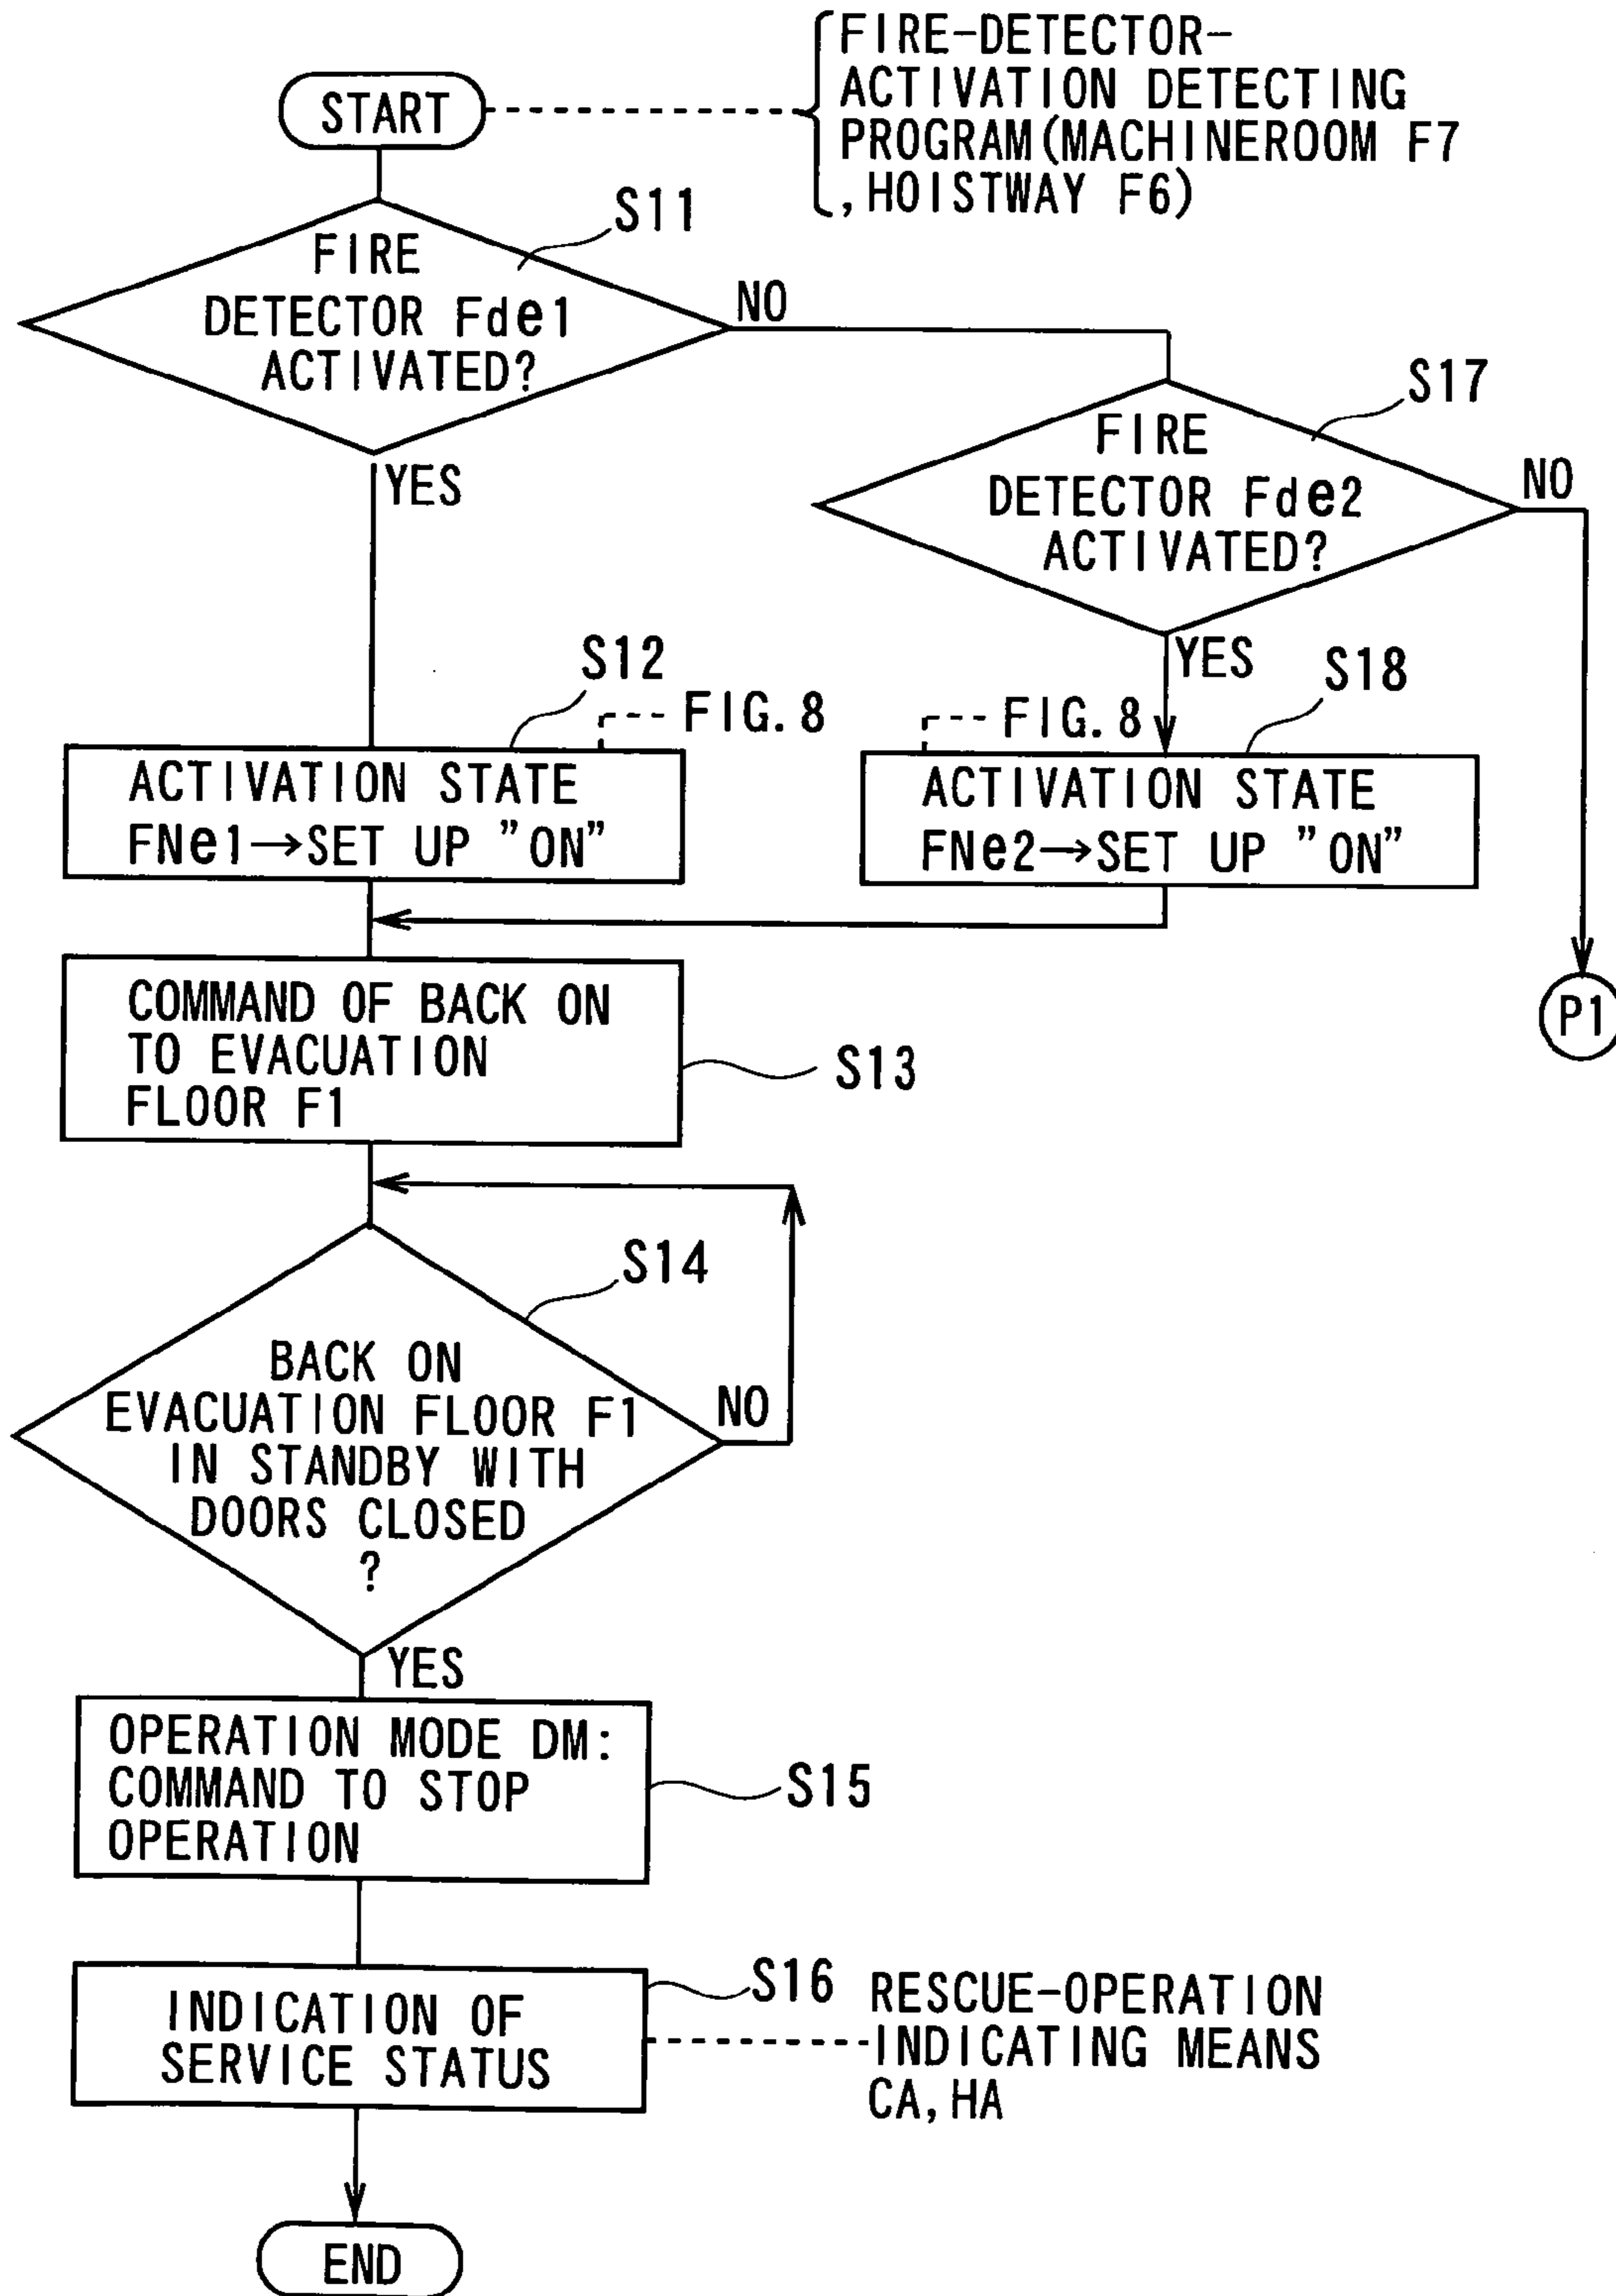 START
FIRE-DETECTOR-
ACTIVATION DETECTING
PROGRAM(MACHINEROOM F7
,HOISTWAY F6)
S11
FIRE
DETECTOR Fde1
ACTIVATED?
NO
YES
S17
FIRE
DETECTOR Fde2
ACTIVATED?
NO
YES
S12
FIG.8
ACTIVATION STATE
FNe1→SET UP "ON"
S18
FIG.8
ACTIVATION STATE
FNe2→SET UP "ON"
P1
COMMAND OF BACK ON
TO EVACUATION
FLOOR F1
S13
S14
BACK ON
EVACUATION FLOOR F1
IN STANDBY WITH
DOORS CLOSED
?
NO
YES
OPERATION MODE DM:
COMMAND TO STOP
OPERATION
S15
INDICATION OF
SERVICE STATUS
S16
RESCUE-OPERATION
INDICATING MEANS
CA, HA
END